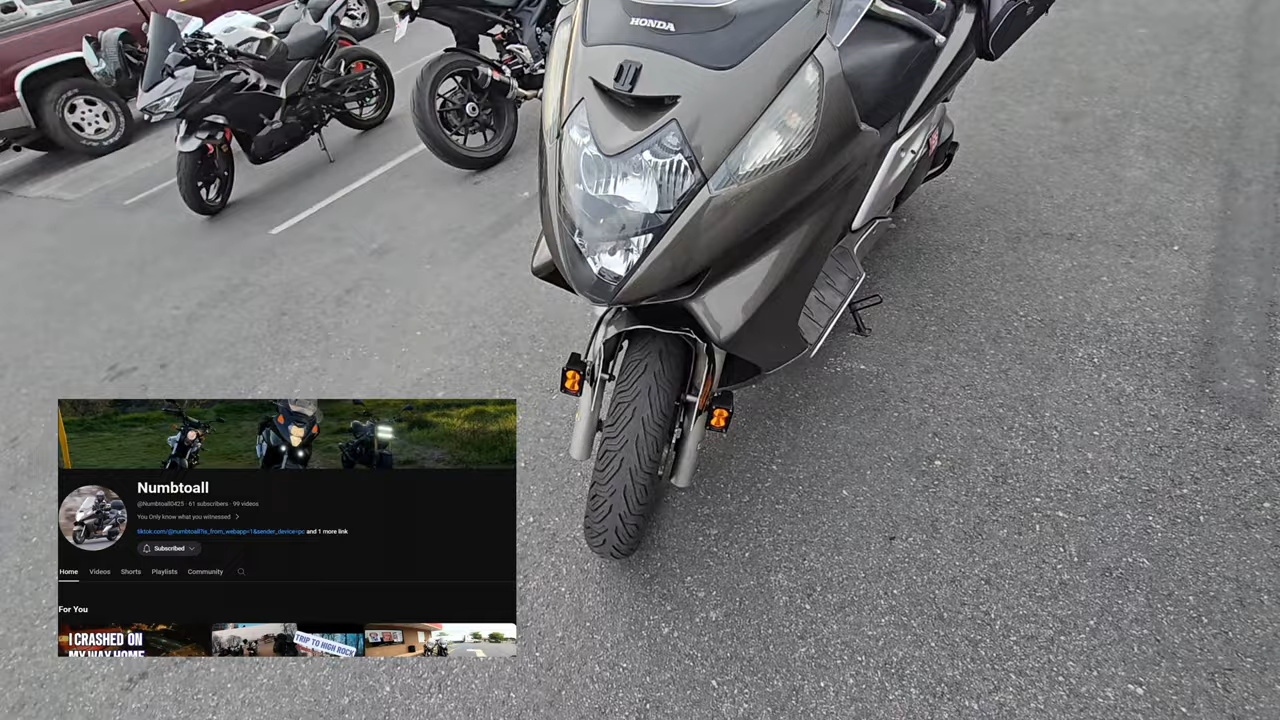 HONDA
Numbtoall
@Numbtoall0425 · 61 subscribers · 99 videos
You Only know what you witnessed
tiktok.com/@numbtoall?is_from_webapp=1&sender_device=pc and 1 more link
Subscribed
Home Videos Shorts Playlists Community
For You
I CRASHED ON
MY WAY HOME
TRIP TO HIGH ROCK